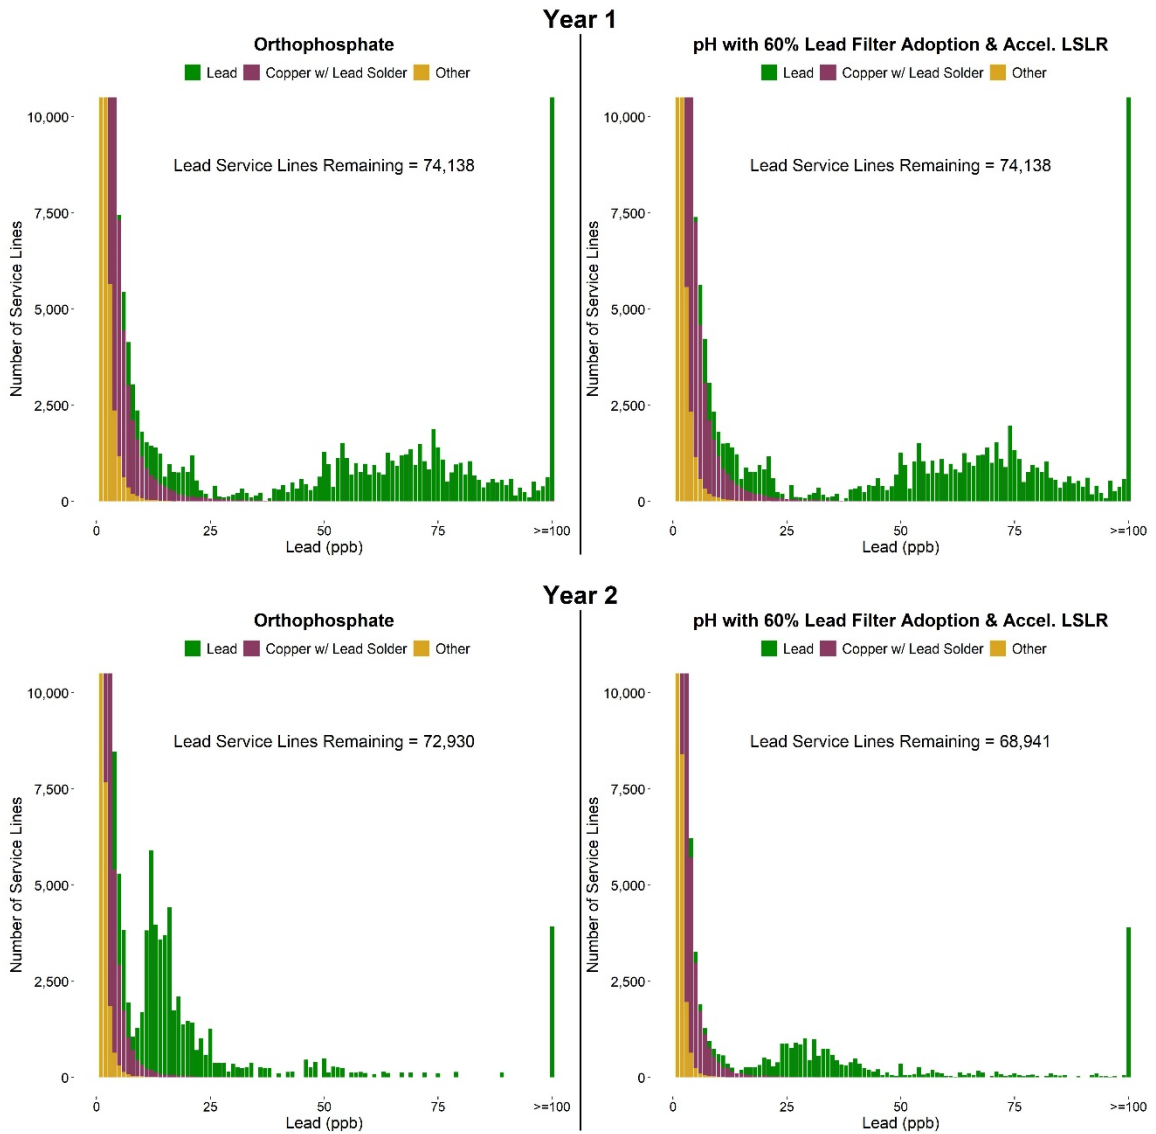 Year 1
Orthophosphate
Lead Copper w/ Lead Solder Other
10,000
7,500
5,000
2,500
0
Number of Service Lines
Lead Service Lines Remaining = 74,138
0 25 50 75 >=100
Lead (ppb)
pH with 60% Lead Filter Adoption & Accel. LSLR
Lead Copper w/ Lead Solder Other
10,000
7,500
5,000
2,500
0
Number of Service Lines
Lead Service Lines Remaining = 74,138
0 25 50 75 >=100
Lead (ppb)
Year 2
Orthophosphate
Lead Copper w/ Lead Solder Other
10,000
7,500
5,000
2,500
0
Number of Service Lines
Lead Service Lines Remaining = 72,930
0 25 50 75 >=100
Lead (ppb)
pH with 60% Lead Filter Adoption & Accel. LSLR
Lead Copper w/ Lead Solder Other
10,000
7,500
5,000
2,500
0
Number of Service Lines
Lead Service Lines Remaining = 68,941
0 25 50 75 >=100
Lead (ppb)